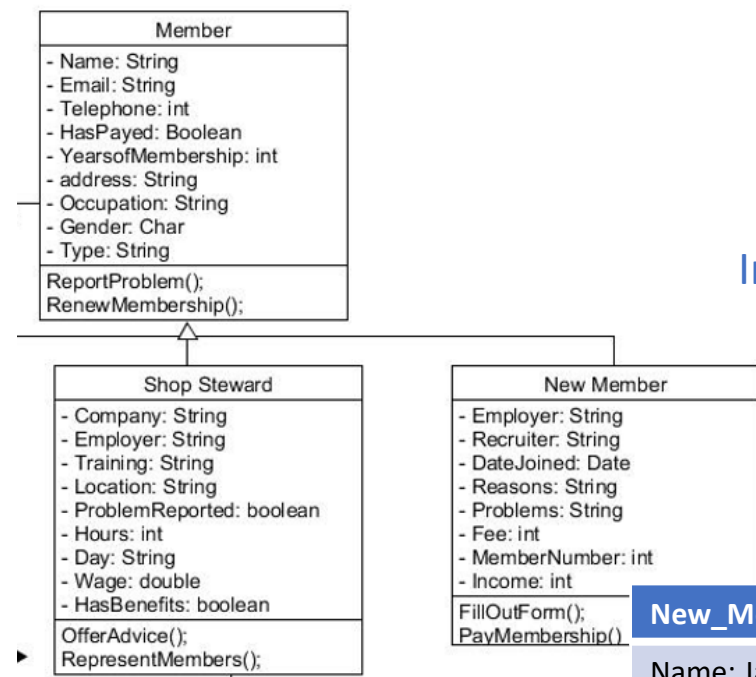 Member
- Name: String
- Email: String
- Telephone: int
- HasPayed: Boolean
- YearsofMembership: int
- address: String
- Occupation: String
- Gender: Char
- Type: String
ReportProblem();
RenewMembership();
Shop Steward
- Company: String
- Employer: String
- Training: String
- Location: String
- ProblemReported: boolean
- Hours: int
- Day: String
- Wage: double
- HasBenefits: boolean
OfferAdvice();
RepresentMembers();
New Member
- Employer: String
- Recruiter: String
- DateJoined: Date
- Reasons: String
- Problems: String
- Fee: int
- MemberNumber: int
- Income: int
FillOutForm();
PayMembership()
New_M
Name: